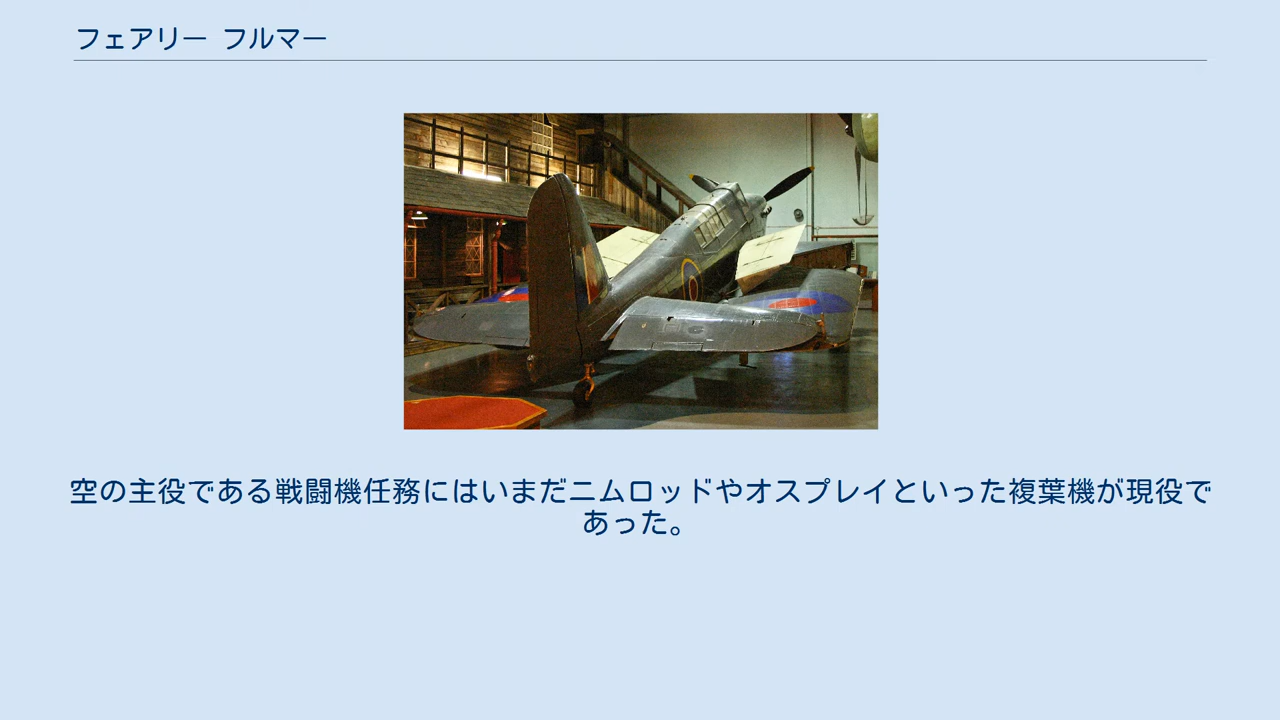 フェアリー フルマー
空の主役である戦闘機任務にはいまだニムロッドやオスプレイといった複葉機が現役で
あった。